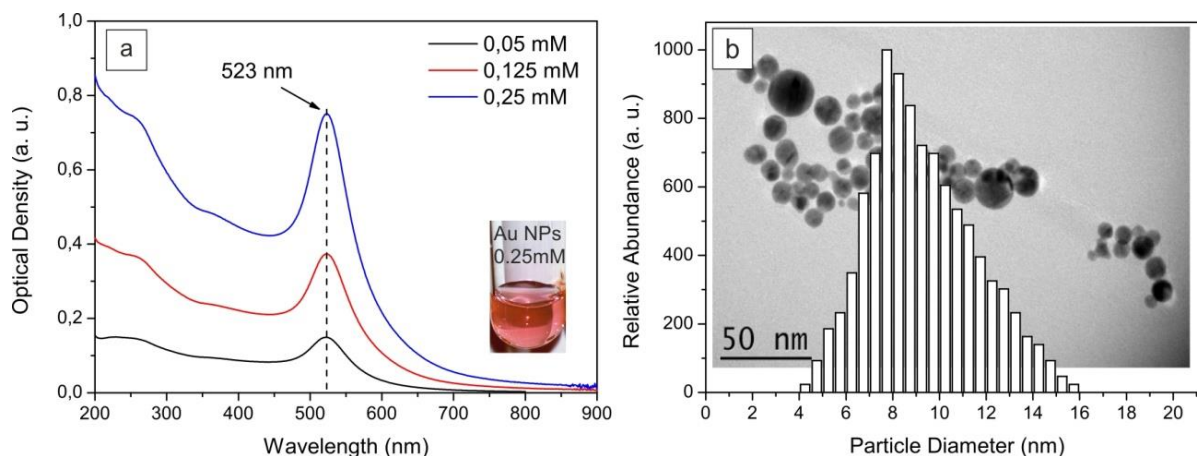 a
523 nm
0,05 mM
0,125 mM
0,25 mM
Au NPs
0.25mM
1,0
0,8
0,6
0,4
0,2
0,0
Optical Density (a. u.)
200 300 400 500 600 700 800 900
Wavelength (nm)
b
1000
800
600
400
200
0
Relative Abundance (a. u.)
50 nm
0 2 4 6 8 10 12 14 16 18 20
Particle Diameter (nm)